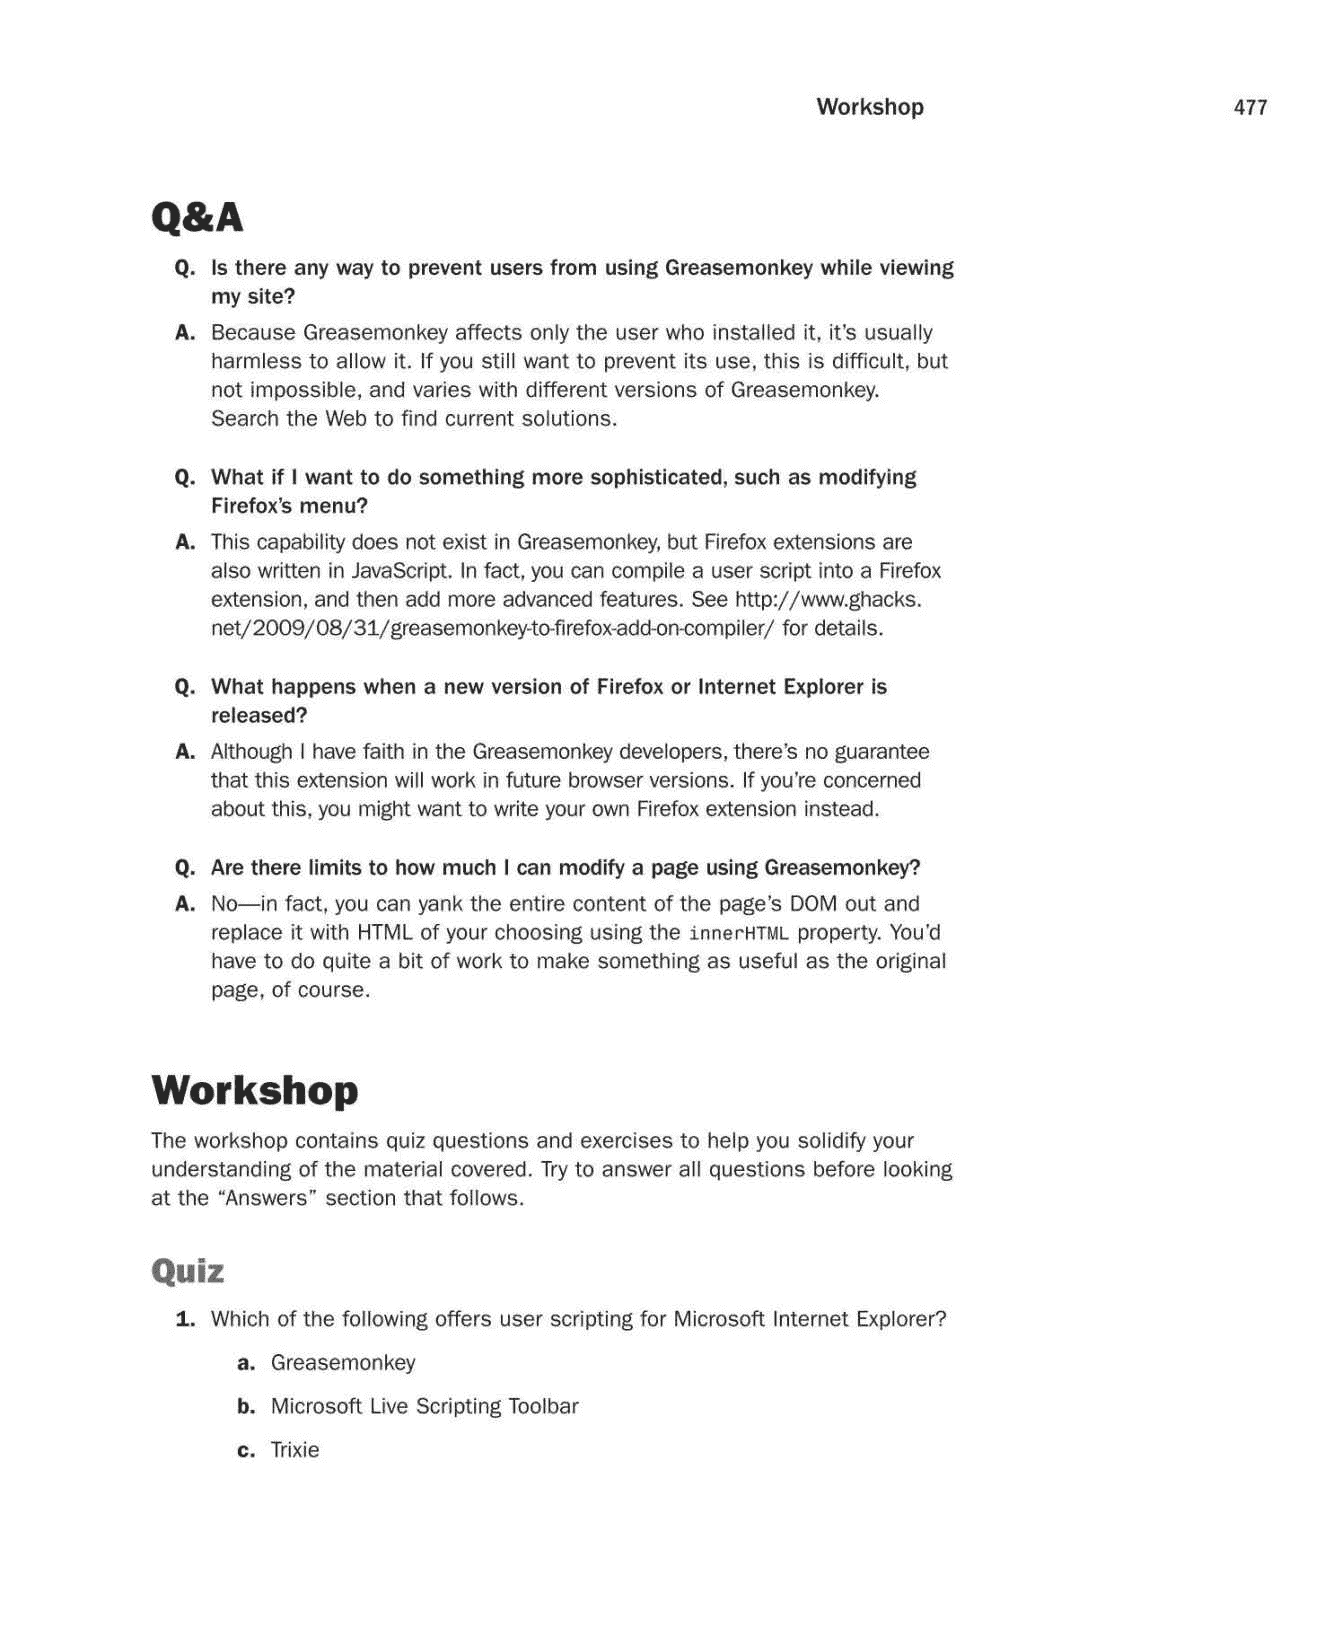 Workshop 477
Q&A
Q. Is there any way to prevent users from using Greasemonkey while viewing
my site?
A. Because Greasemonkey affects only the user who installed it, it’s usually
harmless to allow it. If you still want to prevent its use, this is difficult, but
not impossible, and varies with different versions of Greasemonkey.
Search the Web to find current solutions.
Q. What if I want to do something more sophisticated, such as modifying
Firefox’s menu?
A. This capability does not exist in Greasemonkey, but Firefox extensions are
also written in JavaScript. In fact, you can compile a user script into a Firefox
extension, and then add more advanced features. See http://www.ghacks.
net/2009/08/31/greasemonkey-to-firefox-add-on-compiler/ for details.
Q. What happens when a new version of Firefox or Internet Explorer is
released?
A. Although I have faith in the Greasemonkey developers, there’s no guarantee
that this extension will work in future browser versions. If you’re concerned
about this, you might want to write your own Firefox extension instead.
Q. Are there limits to how much I can modify a page using Greasemonkey?
A. No—in fact, you can yank the entire content of the page’s DOM out and
replace it with HTML of your choosing using the innerHTML property. You’d
have to do quite a bit of work to make something as useful as the original
page, of course.
Workshop
The workshop contains quiz questions and exercises to help you solidify your
understanding of the material covered. Try to answer all questions before looking
at the “Answers” section that follows.
Quiz
1. Which of the following offers user scripting for Microsoft Internet Explorer?
a. Greasemonkey
b. Microsoft Live Scripting Toolbar
c. Trixie